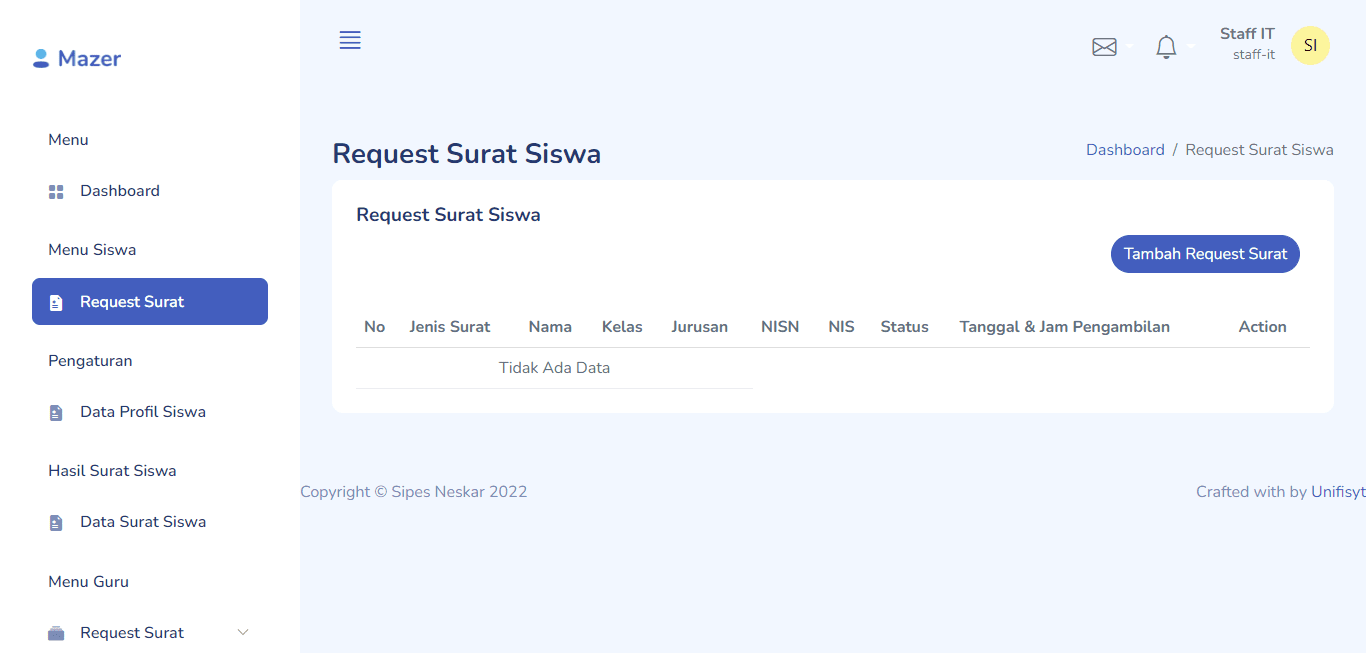 Mazer
Menu
Dashboard
Menu Siswa
Request Surat
Pengaturan
Data Profil Siswa
Hasil Surat Siswa
Data Surat Siswa
Menu Guru
Request Surat
Staff IT
staff-it
SI
Request Surat Siswa
Dashboard / Request Surat Siswa
Request Surat Siswa
Tambah Request Surat
No Jenis Surat Nama Kelas Jurusan NISN NIS Status Tanggal & Jam Pengambilan Action
Tidak Ada Data
Copyright © Sipes Neskar 2022 Crafted with by Unifisyt